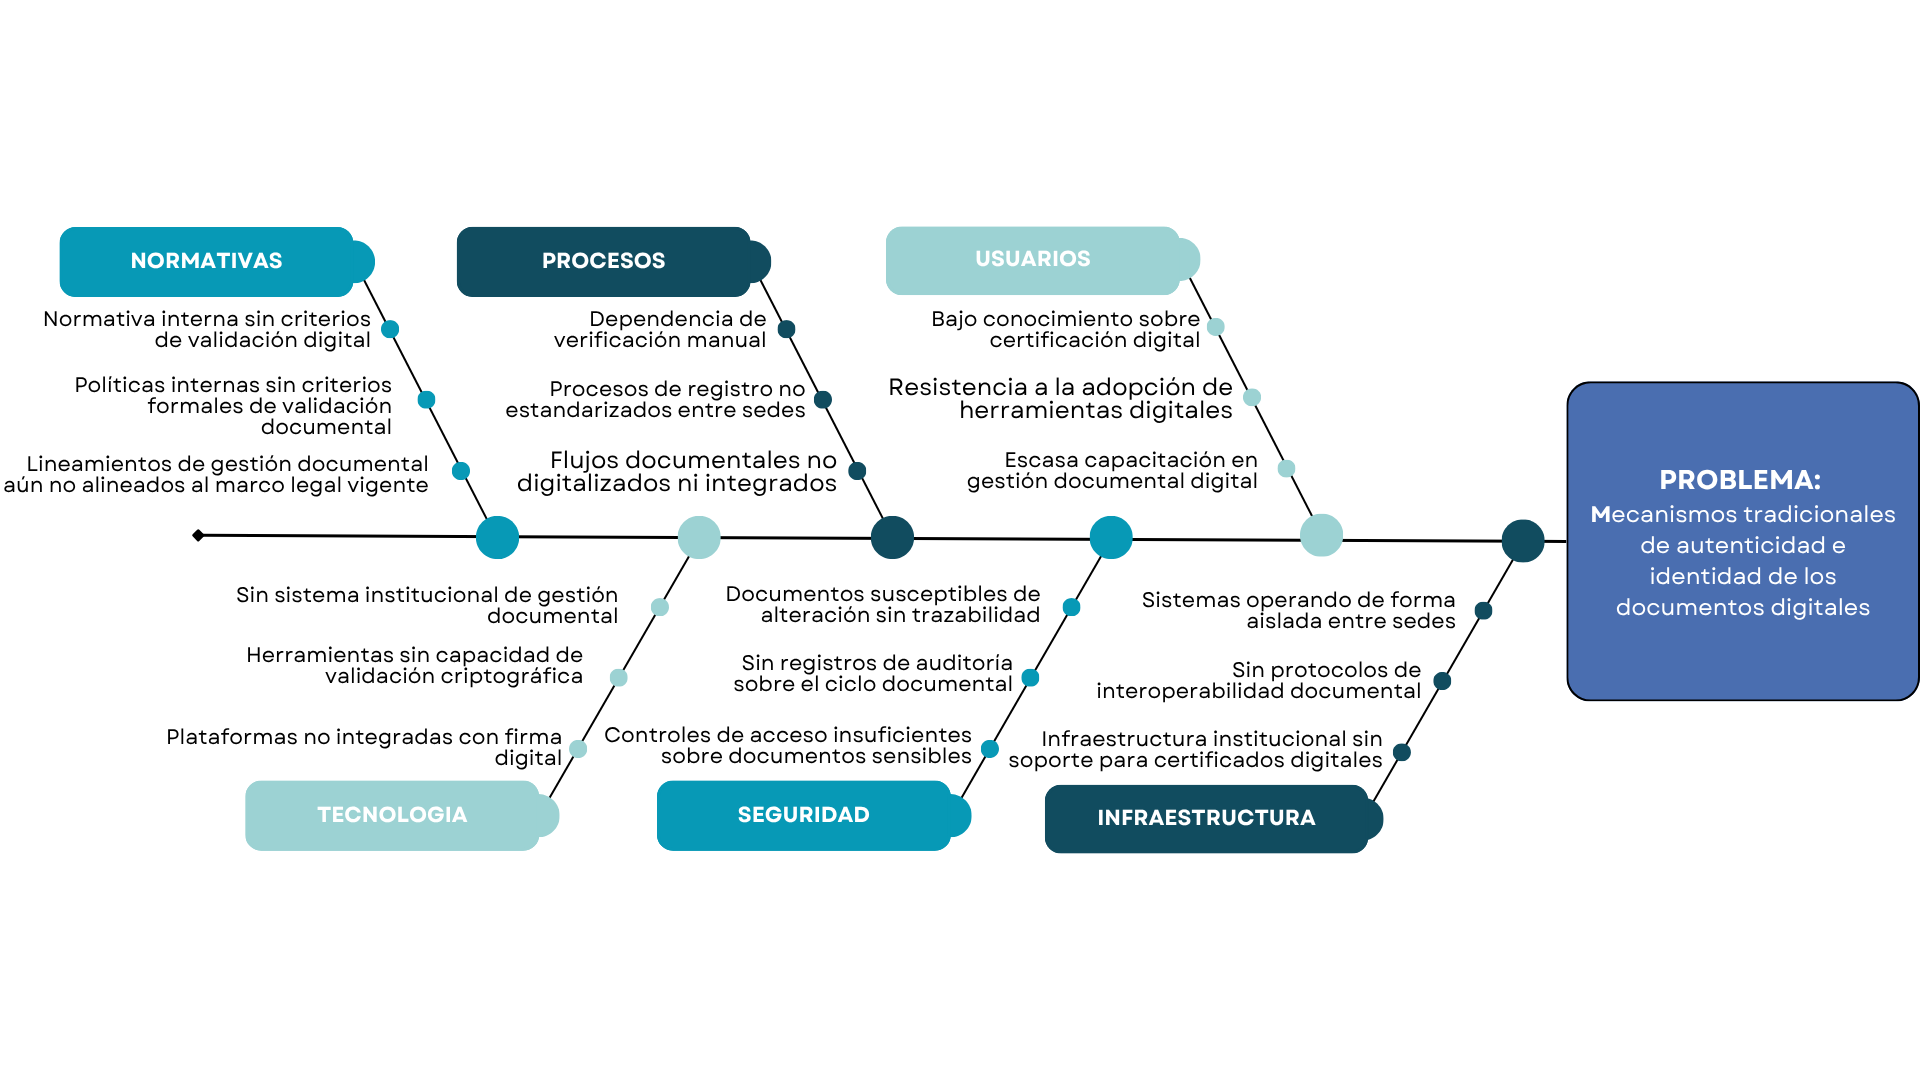 NORMATIVAS
Normativa interna sin criterios
de validación digital
Políticas internas sin criterios
formales de validación
documental
Lineamientos de gestión documental
aún no alineados al marco legal vigente
PROCESOS
Dependencia de
verificación manual
Procesos de registro no
estandarizados entre sedes
Flujos documentales no
digitalizados ni integrados
USUARIOS
Bajo conocimiento sobre
certificación digital
Resistencia a la adopción de
herramientas digitales
Escasa capacitación en
gestión documental digital
Sin sistema institucional de gestión
documental
Herramientas sin capacidad de
validación criptográfica
Plataformas no integradas con firma
digital
TECNOLOGIA
Documentos susceptibles de
alteración sin trazabilidad
Sin registros de auditoría
sobre el ciclo documental
Controles de acceso insuficientes
sobre documentos sensibles
SEGURIDAD
Sistemas operando de forma
aislada entre sedes
Sin protocolos de
interoperabilidad documental
Infraestructura institucional sin
soporte para certificados digitales
INFRAESTRUCTURA
PROBLEMA:
Mecanismos tradicionales
de autenticidad e
identidad de los
documentos digitales